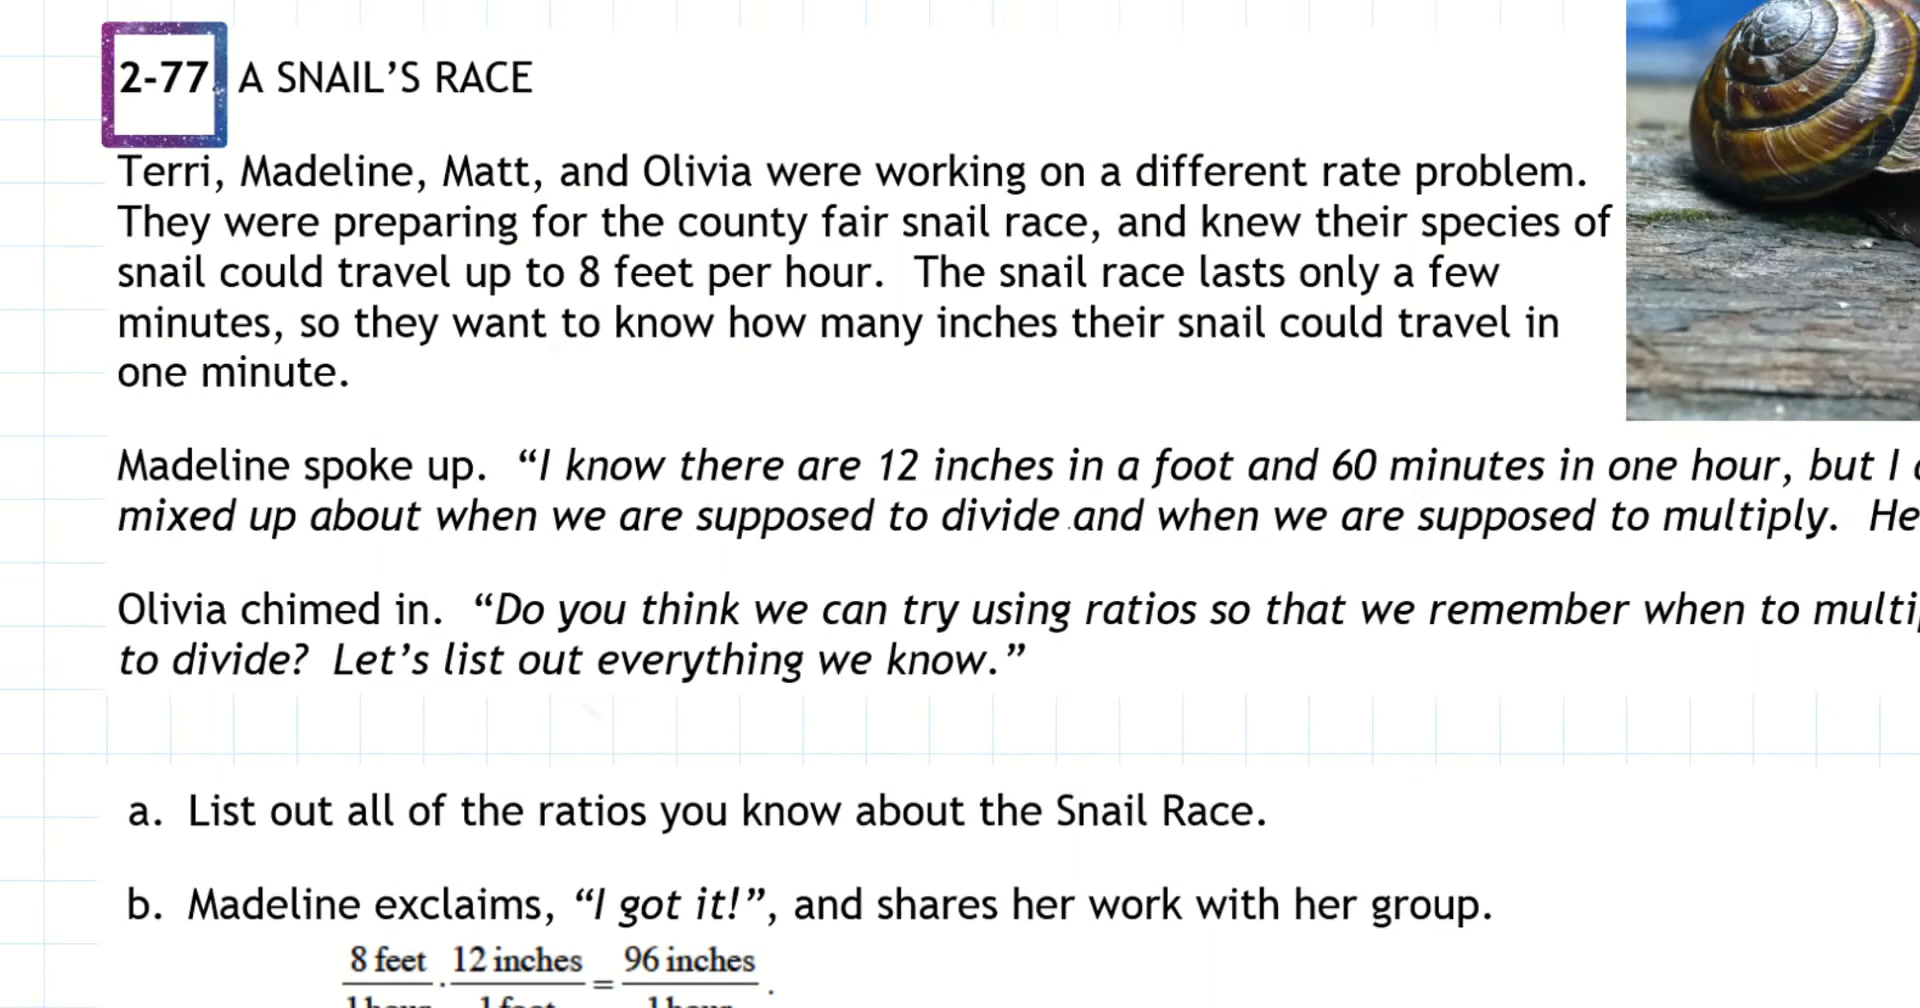 2-77. A SNAIL’S RACE
Terri, Madeline, Matt, and Olivia were working on a different rate problem.
They were preparing for the county fair snail race, and knew their species of
snail could travel up to 8 feet per hour.  The snail race lasts only a few
minutes, so they want to know how many inches their snail could travel in
one minute.
Madeline spoke up.  “I know there are 12 inches in a foot and 60 minutes in one hour, but I
mixed up about when we are supposed to divide and when we are supposed to multiply.
Olivia chimed in.  “Do you think we can try using ratios so that we remember when to
to divide?  Let’s list out everything we know.”
a.  List out all of the ratios you know about the Snail Race.
b.  Madeline exclaims, “I got it!”, and shares her work with her group.
8 feet · 12 inches = 96 inches .